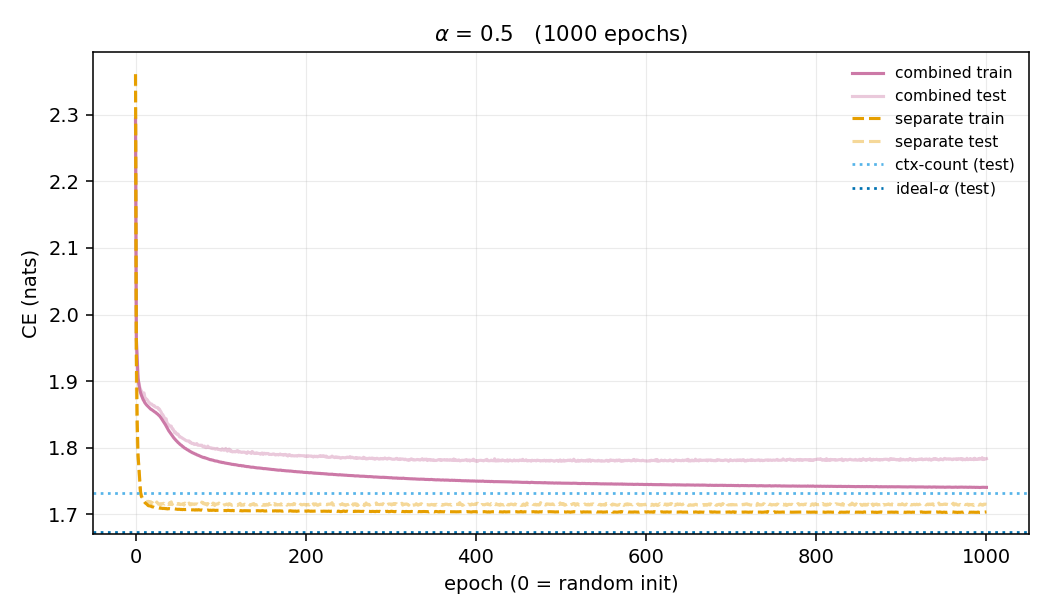 α = 0.5 (1000 epochs)
combined train
combined test
separate train
separate test
ctx-count (test)
ideal-α (test)
CE (nats)
2.3
2.2
2.1
2.0
1.9
1.8
1.7
0
200
400
600
800
1000
epoch (0 = random init)